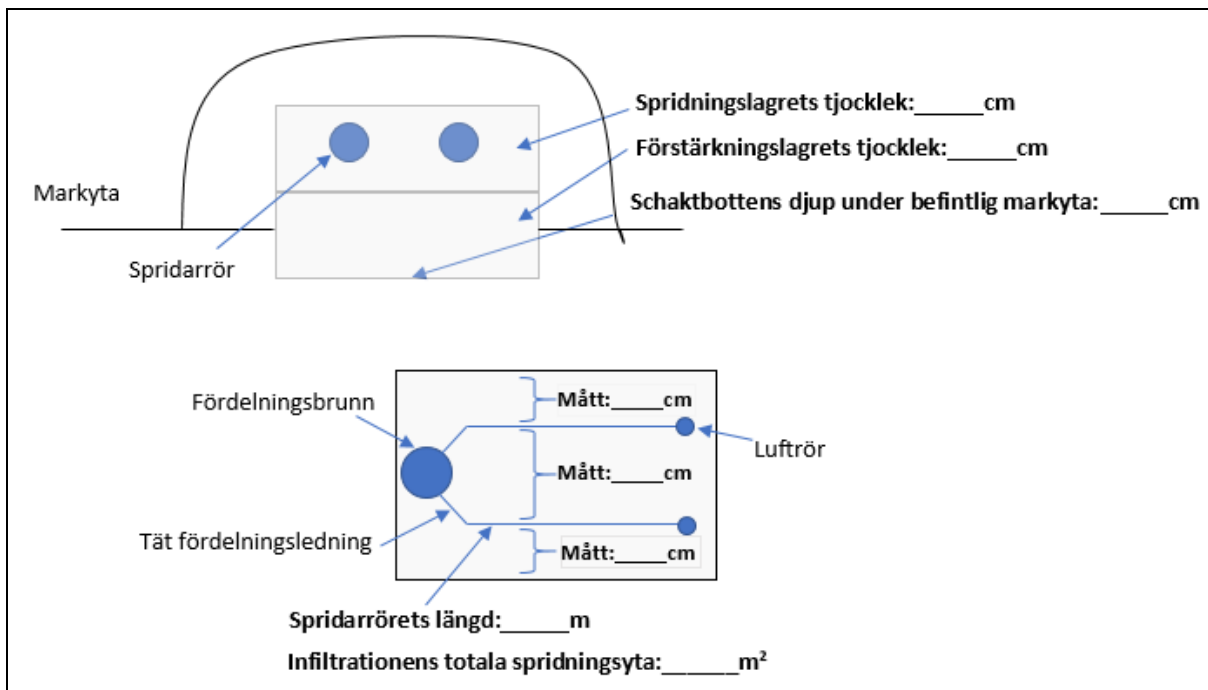 Spridningslagrets tjocklek:______cm
Förstärkningslagrets tjocklek:______cm
Markyta
Schaktbottens djup under befintlig markyta:______cm
Spridarrör
Fördelningsbrunn
Mått:_____cm
Luftrör
Mått:_____cm
Tät fördelningsledning
Mått:_____cm
Spridarrörets längd:______m
Infiltrationens totala spridningsyta:_______m²